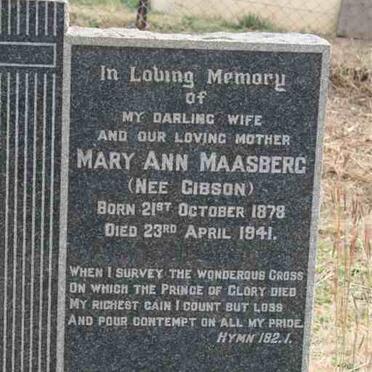 In Loving Memory
of
MY DARLING WIFE
AND OUR LOVING MOTHER
MARY ANN MAASBERG
(NEE GIBSON)
BORN 21ST OCTOBER 1878
DIED 23RD APRIL 1941.
WHEN I SURVEY THE WONDEROUS CROSS
ON WHICH THE PRINCE OF GLORY DIED
MY RICHEST GAIN I COUNT BUT LOSS
AND POUR CONTEMPT ON ALL MY PRIDE.
HYMN 182.1.